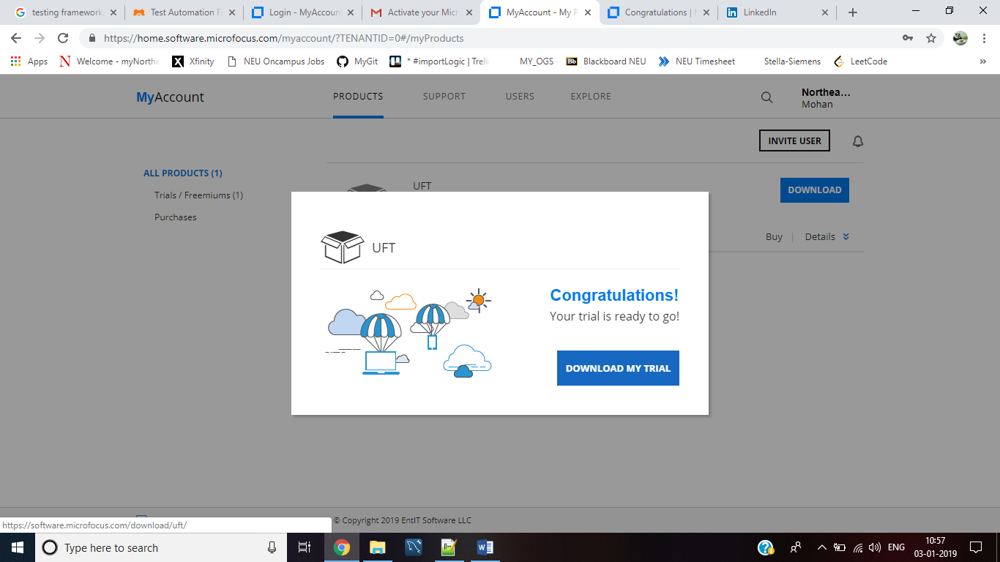 testing framework
Test Automation F
Login - MyAccoun
Activate your Micr
MyAccount - My P
Congratulations |
LinkedIn
https://home.software.microfocus.com/myaccount/?TENANTID=0#/myProducts
Apps
Welcome - myNorthe
Xfinity
NEU Oncampus Jobs
MyGit
* #importLogic | Trell
MY_OGS
Bb Blackboard NEU
NEU Timesheet
Stella-Siemens
LeetCode
»
MyAccount
PRODUCTS
SUPPORT
USERS
EXPLORE
Northea...
Mohan
INVITE USER
ALL PRODUCTS (1)
Trials / Freemiums (1)
Purchases
UFT
DOWNLOAD
Buy | Details
UFT
Congratulations!
Your trial is ready to go!
DOWNLOAD MY TRIAL
© Copyright 2019 EntIT Software LLC
https://software.microfocus.com/download/uft/
Type here to search
ENG
10:57
03-01-2019